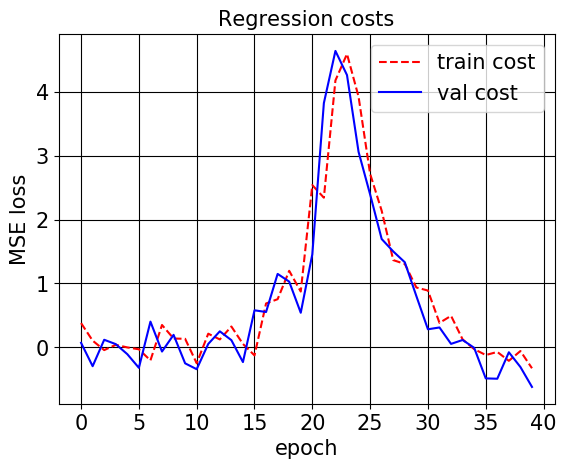 Regression costs
train cost
val cost
MSE loss
4
3
2
1
0
0 5 10 15 20 25 30 35 40
epoch